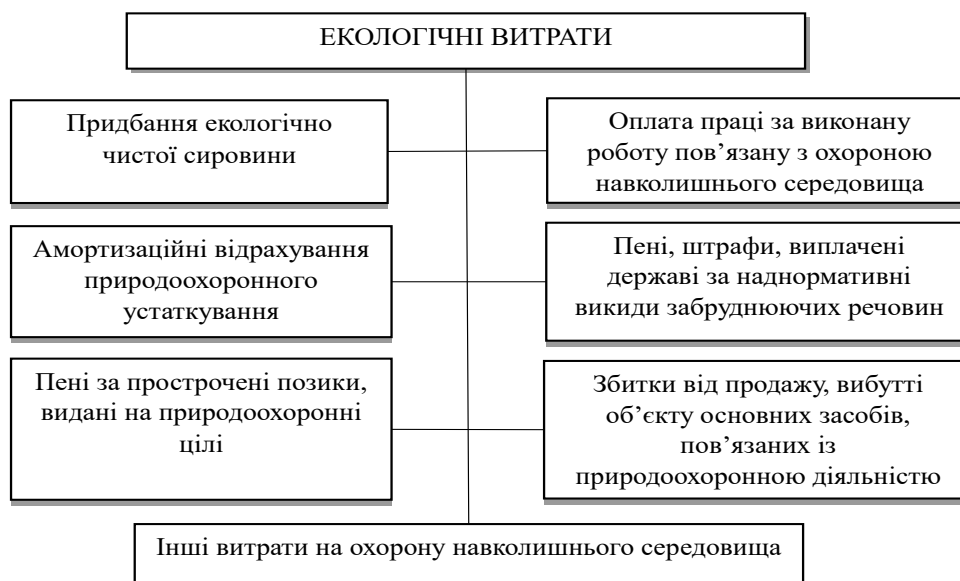 ЕКОЛОГІЧНІ ВИТРАТИ
Придбання екологічно
чистої сировини
Оплата праці за виконану
роботу пов’язану з охороною
навколишнього середовища
Амортизаційні відрахування
природоохоронного
устаткування
Пені, штрафи, виплачені
державі за наднормативні
викиди забруднюючих речовин
Пені за прострочені позики,
видані на природоохоронні
цілі
Збитки від продажу, вибутті
об’єкту основних засобів,
пов’язаних із
природоохоронною діяльністю
Інші витрати на охорону навколишнього середовища